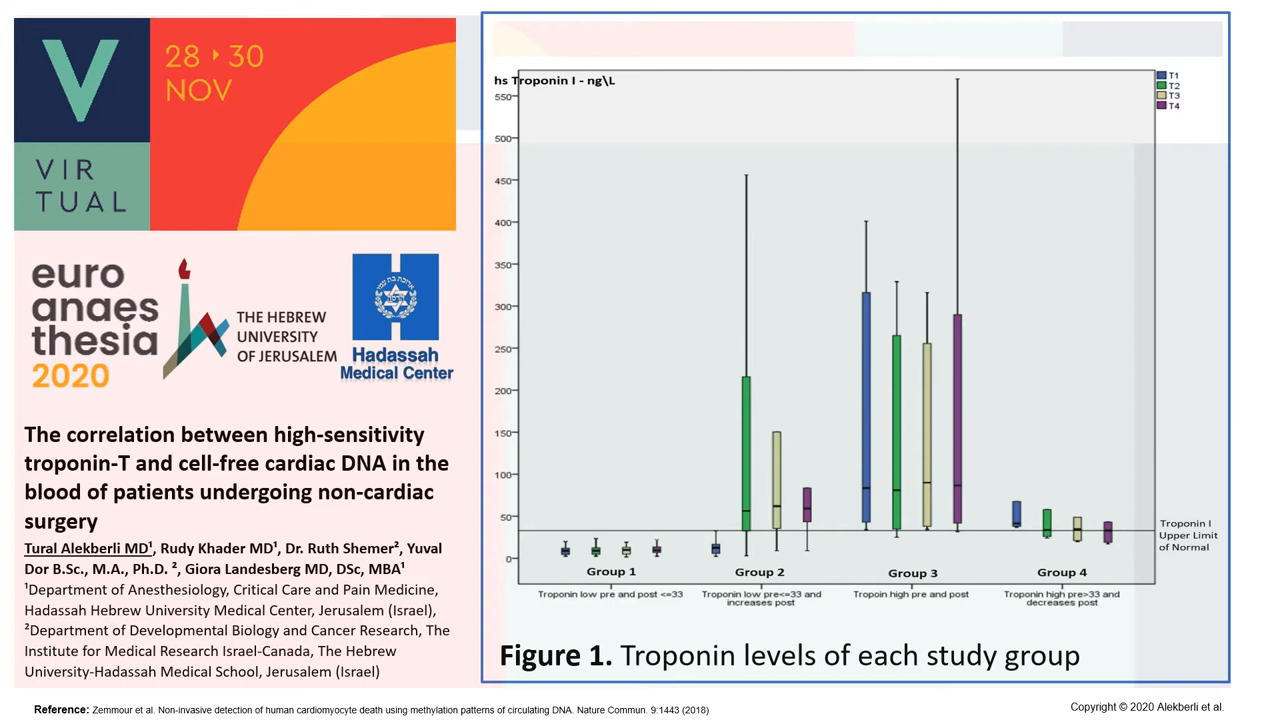 V
28 ▸ 30
NOV
VIR
TUAL
euro
anaes
thesia
2020
THE HEBREW
UNIVERSITY
OF JERUSALEM
Hadassah
Medical Center
The correlation between high-sensitivity
troponin-T and cell-free cardiac DNA in the
blood of patients undergoing non-cardiac
surgery
Tural Alekberli MD¹, Rudy Khader MD¹, Dr. Ruth Shemer², Yuval
Dor B.Sc., M.A., Ph.D. ², Giora Landesberg MD, DSc, MBA¹
¹Department of Anesthesiology, Critical Care and Pain Medicine,
Hadassah Hebrew University Medical Center, Jerusalem (Israel),
²Department of Developmental Biology and Cancer Research, The
Institute for Medical Research Israel-Canada, The Hebrew
University-Hadassah Medical School, Jerusalem (Israel)
hs Troponin I - ng\L
T1
T2
T3
T4
550
500
450
400
350
300
250
200
150
100
50
0
Troponin I
Upper Limit
of Normal
Group 1
Group 2
Group 3
Group 4
Troponin low pre and post <=33
Troponin low pre<=33 and
increases post
Tropoin high pre and post
Troponin high pre>33 and
decreases post
Figure 1. Troponin levels of each study group
Reference: Zemmour et al. Non-invasive detection of human cardiomyocyte death using methylation patterns of circulating DNA. Nature Commun. 9:1443 (2018)
Copyright © 2020 Alekberli et al.